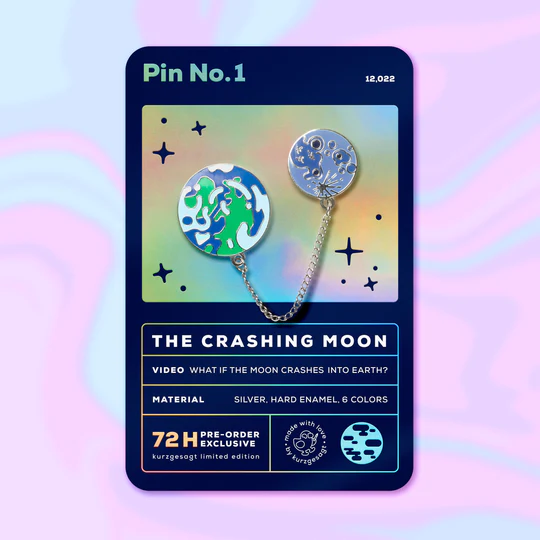 Pin No.1
12,022
THE CRASHING MOON
VIDEO WHAT IF THE MOON CRASHES INTO EARTH?
MATERIAL SILVER, HARD ENAMEL, 6 COLORS
72H PRE-ORDER EXCLUSIVE
kurzgesagt limited edition
made with love
by kurzgesagt